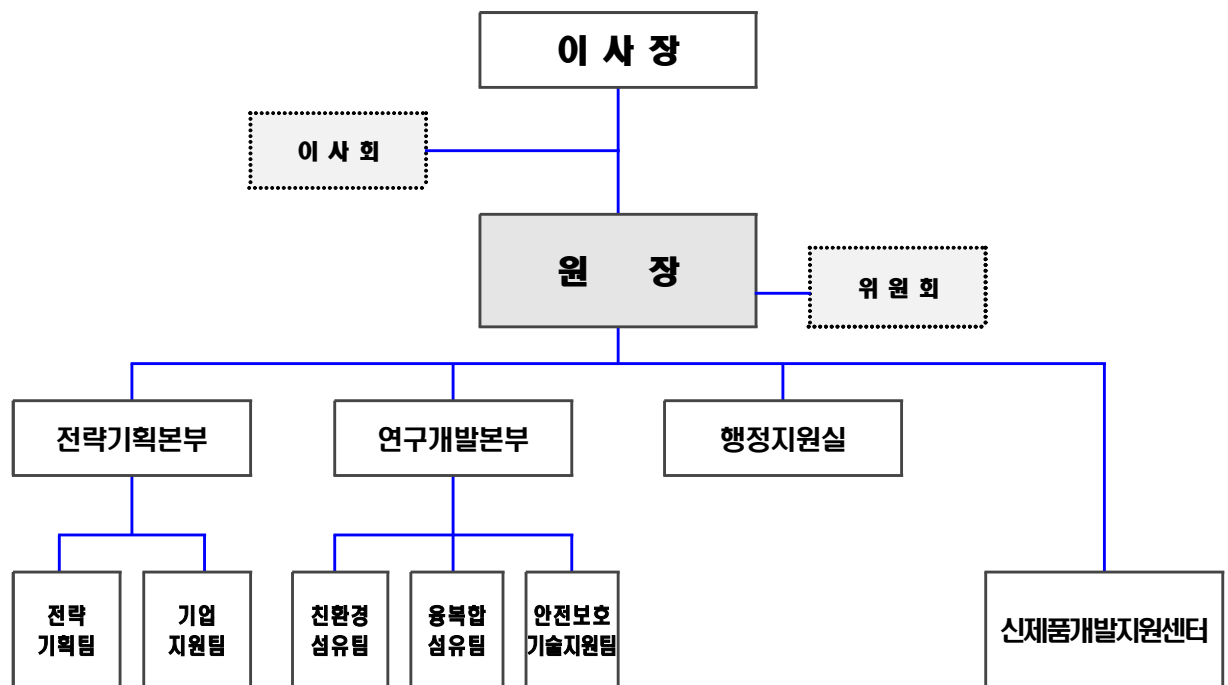 이 사 장
이 사 회
원 장
위 원 회
전략기획본부
연구개발본부
행정지원실
전략
기획팀
기업
지원팀
친환경
섬유팀
융복합
섬유팀
안전보호
기술지원팀
신제품개발지원센터